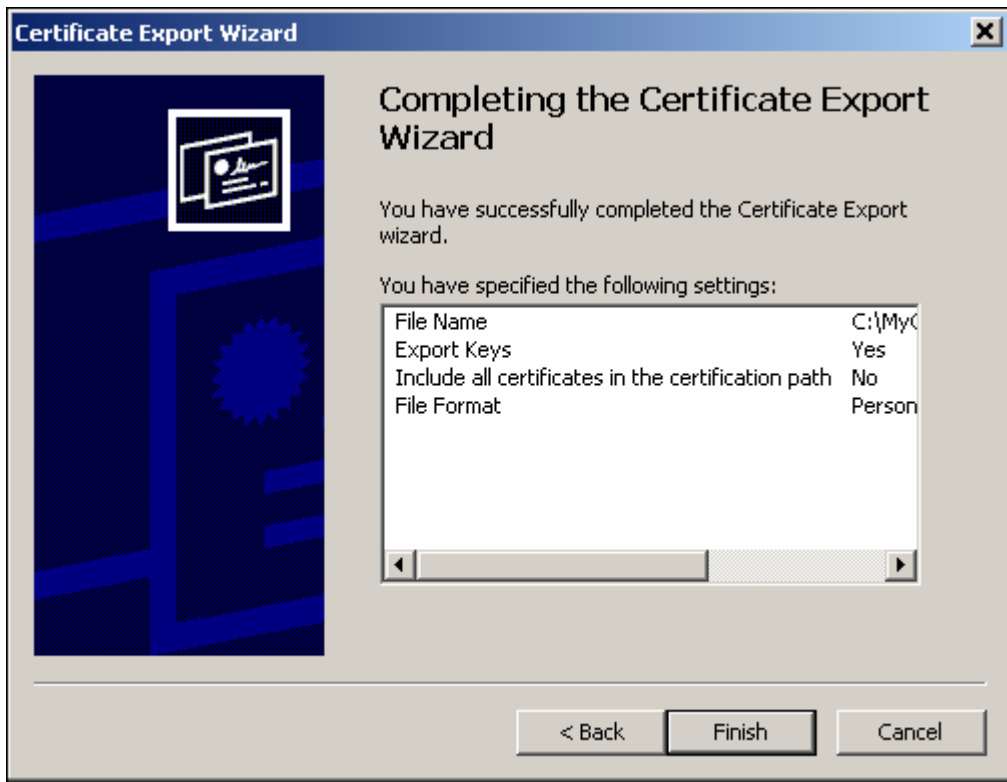 Certificate Export Wizard
Completing the Certificate Export
Wizard
You have successfully completed the Certificate Export
wizard.
You have specified the following settings:
File Name C:\My
Export Keys Yes
Include all certificates in the certification path No
File Format Person
< Back Finish Cancel